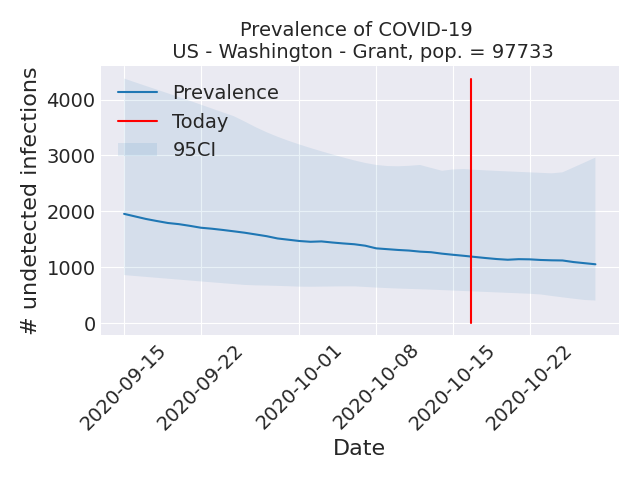 Prevalence of COVID-19
US - Washington - Grant, pop. = 97733
# undetected infections
4000
3000
2000
1000
0
Prevalence
Today
95CI
2020-09-15
2020-09-22
2020-10-01
2020-10-08
2020-10-15
2020-10-22
Date